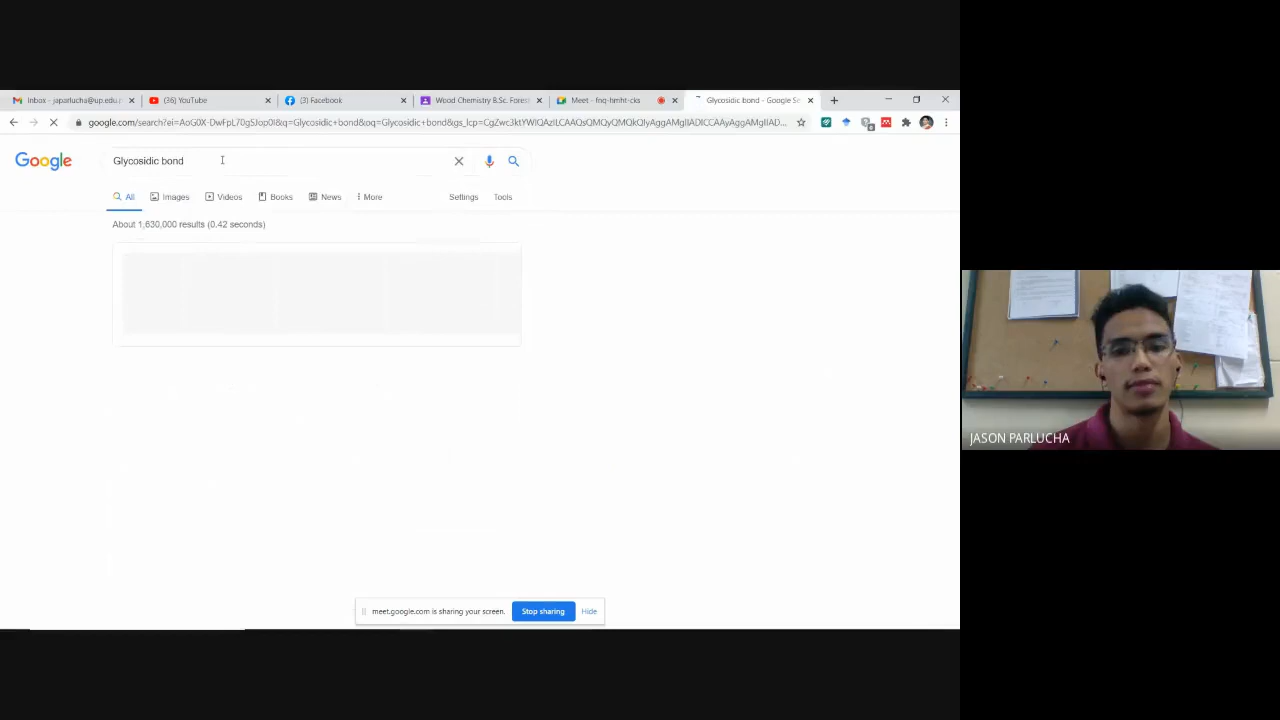 Inbox - japarlucha@up.edu.p
(36) YouTube
(3) Facebook
Wood Chemistry B.Sc. Forest
Meet - fnq-hmht-cks
Glycosidic bond - Google Se
Google
Glycosidic bond
All
Images
Videos
Books
News
More
Settings
Tools
About 1,630,000 results (0.42 seconds)
JASON PARLUCHA
meet.google.com is sharing your screen.
Stop sharing
Hide